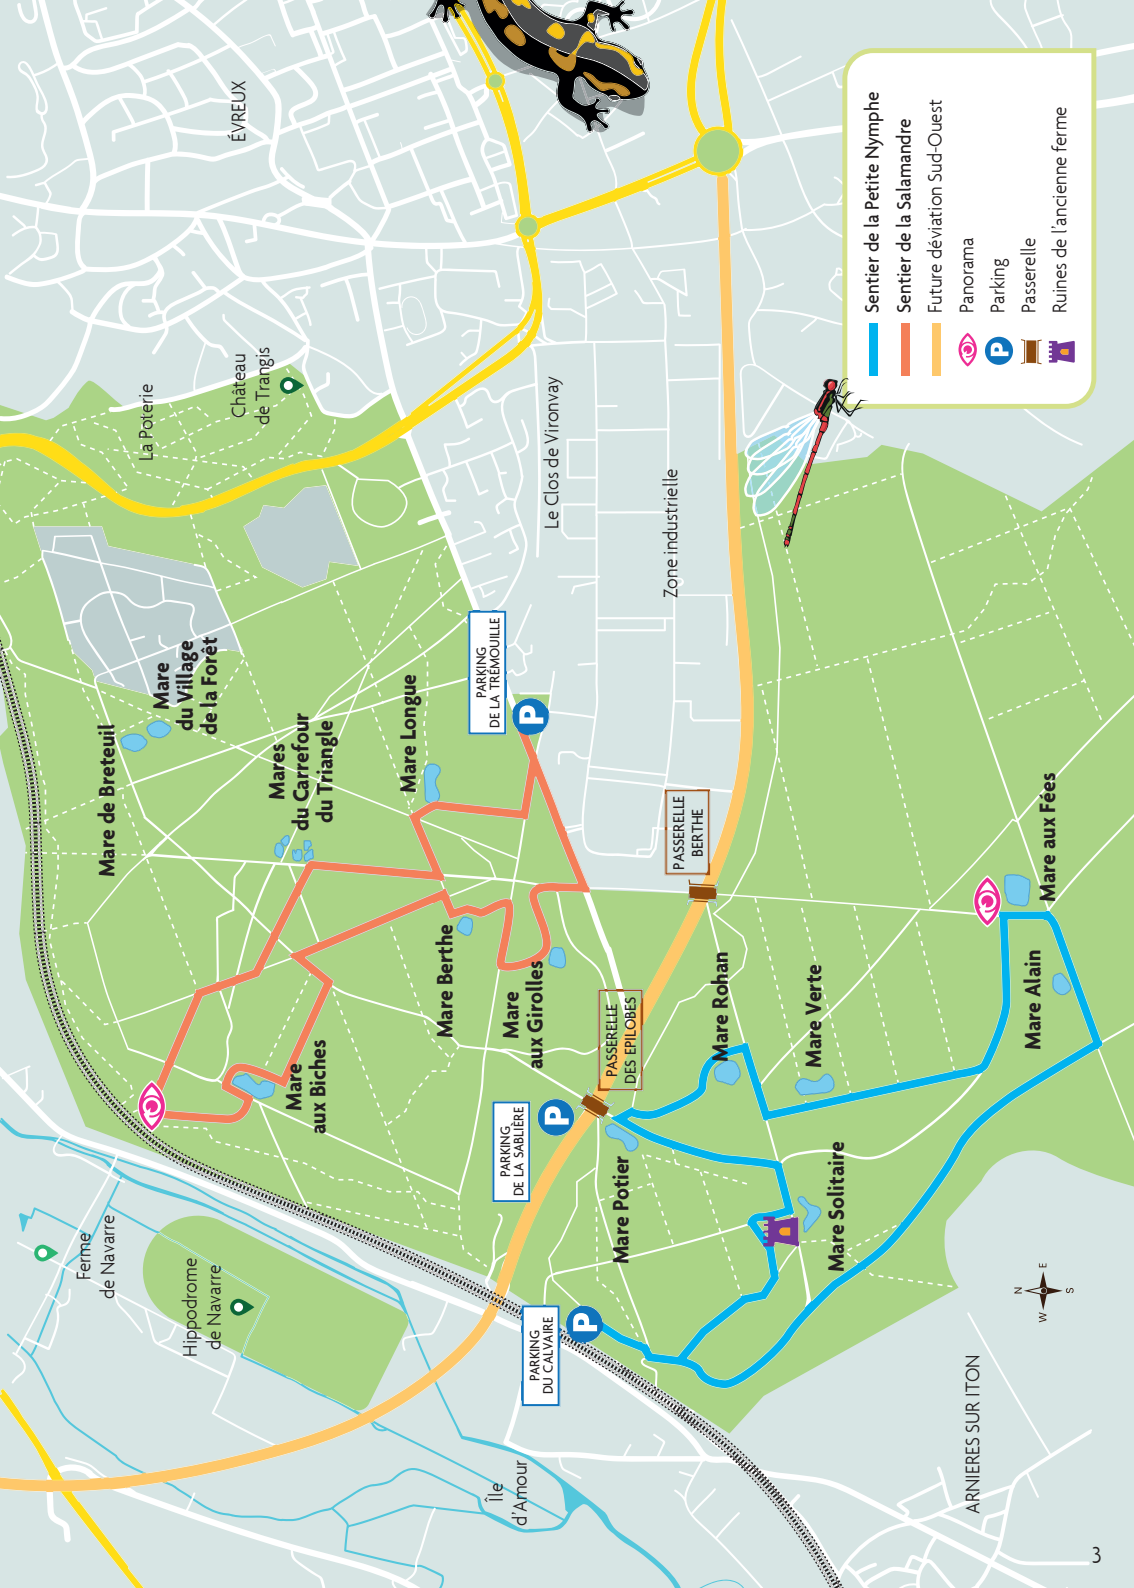 ÉVREUX
La Poterie
Château
de Trangis
Le Clos de Vironvay
Zone industrielle
Mare
du Village
de la Forêt
Mare de Breteuil
Mares
du Carrefour
du Triangle
Mare Longue
PARKING
DE LA TRÉMOUILLE
P
PASSERELLE
BERTHE
Mare Berthe
Mare
aux Girolles
Mare
aux Biches
PASSERELLE
DES EPILOBES
PARKING
DE LA SABLIÈRE
P
Mare Rohan
Mare Verte
Mare aux Fées
Mare Alain
Mare Potier
Mare Solitaire
Ferme
de Navarre
Hippodrome
de Navarre
PARKING
DU CALVAIRE
P
Île
d'Amour
ARNIERES SUR ITON
N
E
S
W
Sentier de la Petite Nymphe
Sentier de la Salamandre
Future déviation Sud-Ouest
Panorama
P Parking
Passerelle
Ruines de l'ancienne ferme
3